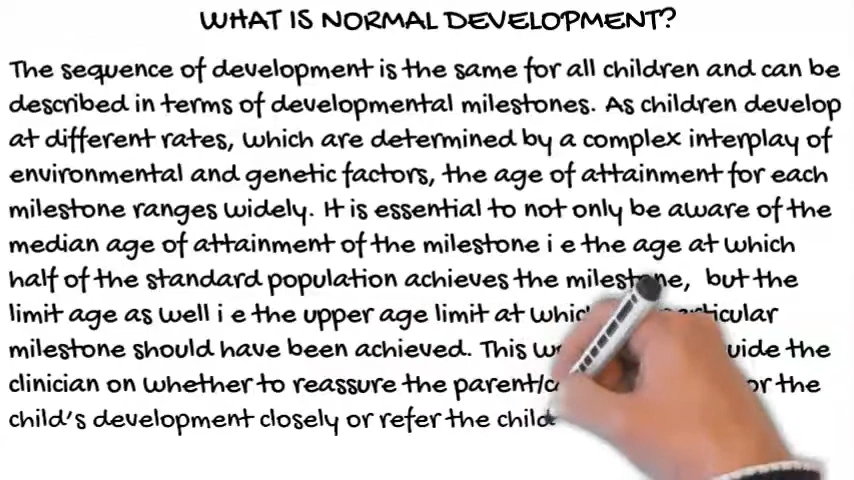 WHAT IS NORMAL DEVELOPMENT?
The sequence of development is the same for all children and can be
described in terms of developmental milestones. As children develop
at different rates, which are determined by a complex interplay of
environmental and genetic factors, the age of attainment for each
milestone ranges widely. It is essential to not only be aware of the
median age of attainment of the milestone i e the age at which
half of the standard population achieves the milestone, but the
limit age as well i e the upper age limit at which particular
milestone should have been achieved. This the
clinician on whether to reassure the the
child's development closely or refer the child